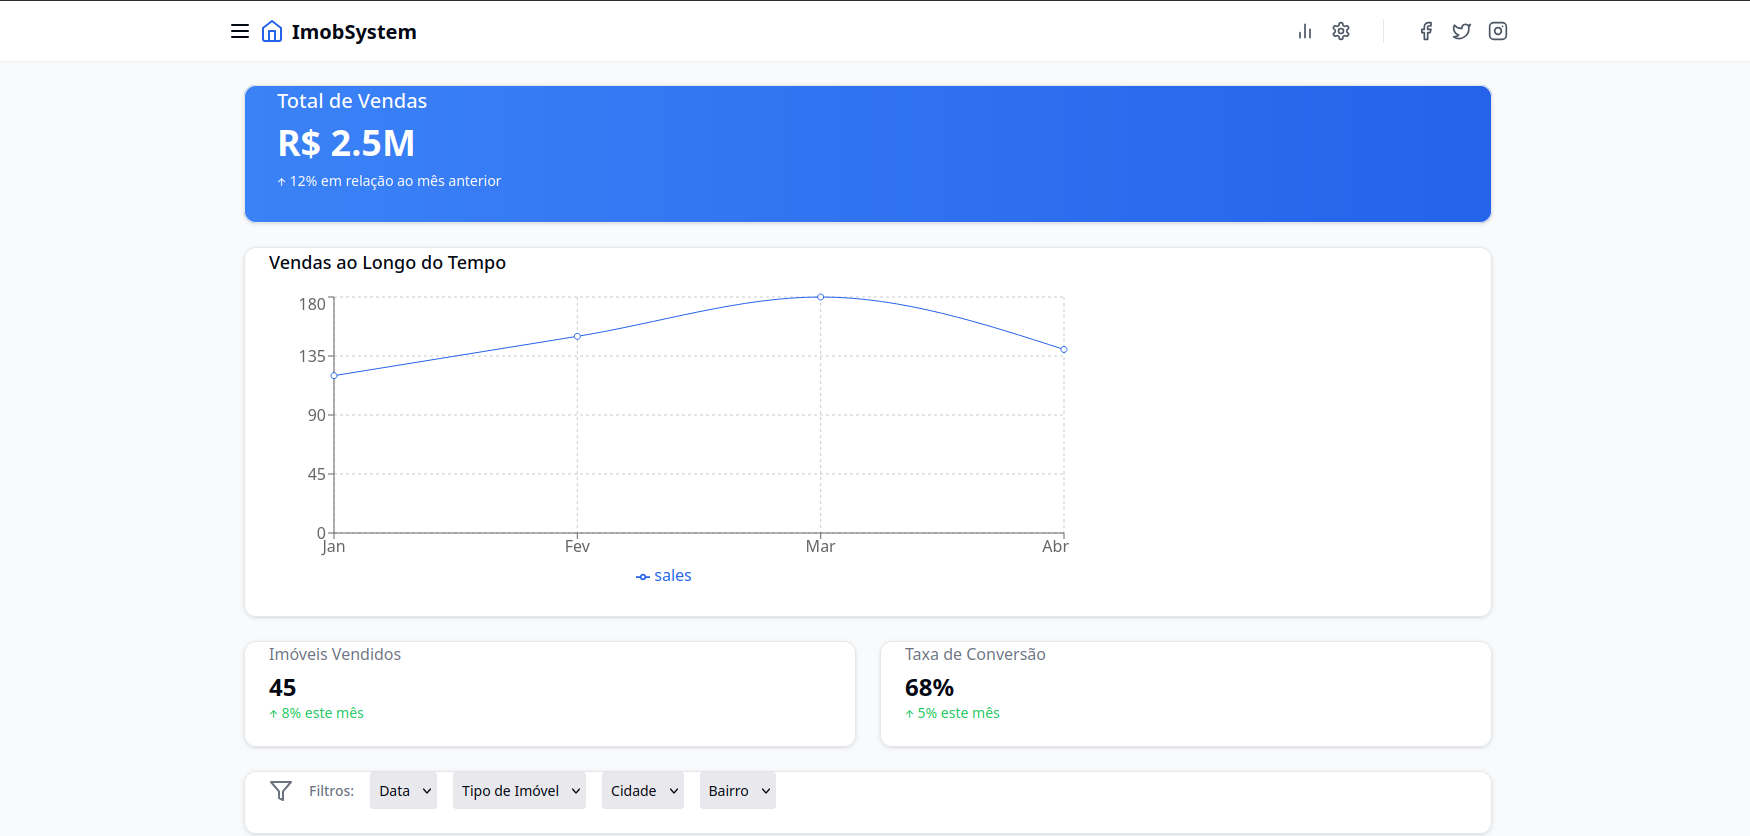 ImobSystem
Total de Vendas
R$ 2.5M
↑ 12% em relação ao mês anterior
Vendas ao Longo do Tempo
180
135
90
45
0
Jan Fev Mar Abr
sales
Imóveis Vendidos
45
↑ 8% este mês
Taxa de Conversão
68%
↑ 5% este mês
Filtros: Data Tipo de Imóvel Cidade Bairro